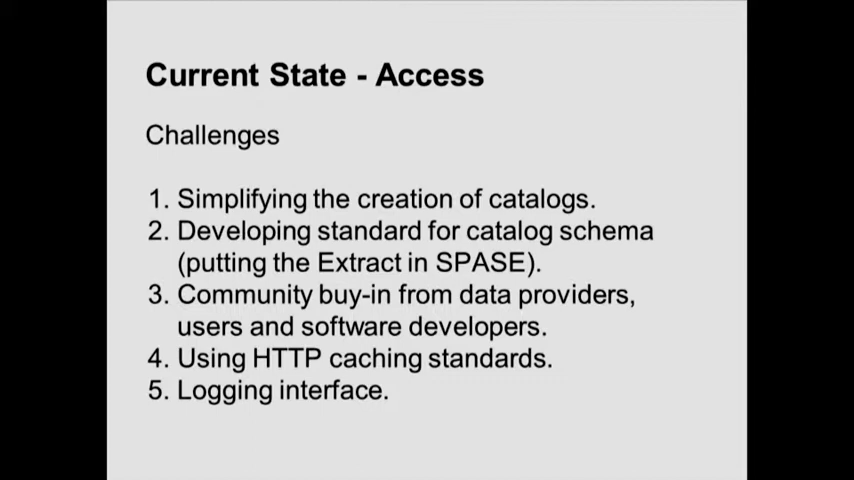 Current State - Access
Challenges
1. Simplifying the creation of catalogs.
2. Developing standard for catalog schema
(putting the Extract in SPASE).
3. Community buy-in from data providers,
users and software developers.
4. Using HTTP caching standards.
5. Logging interface.